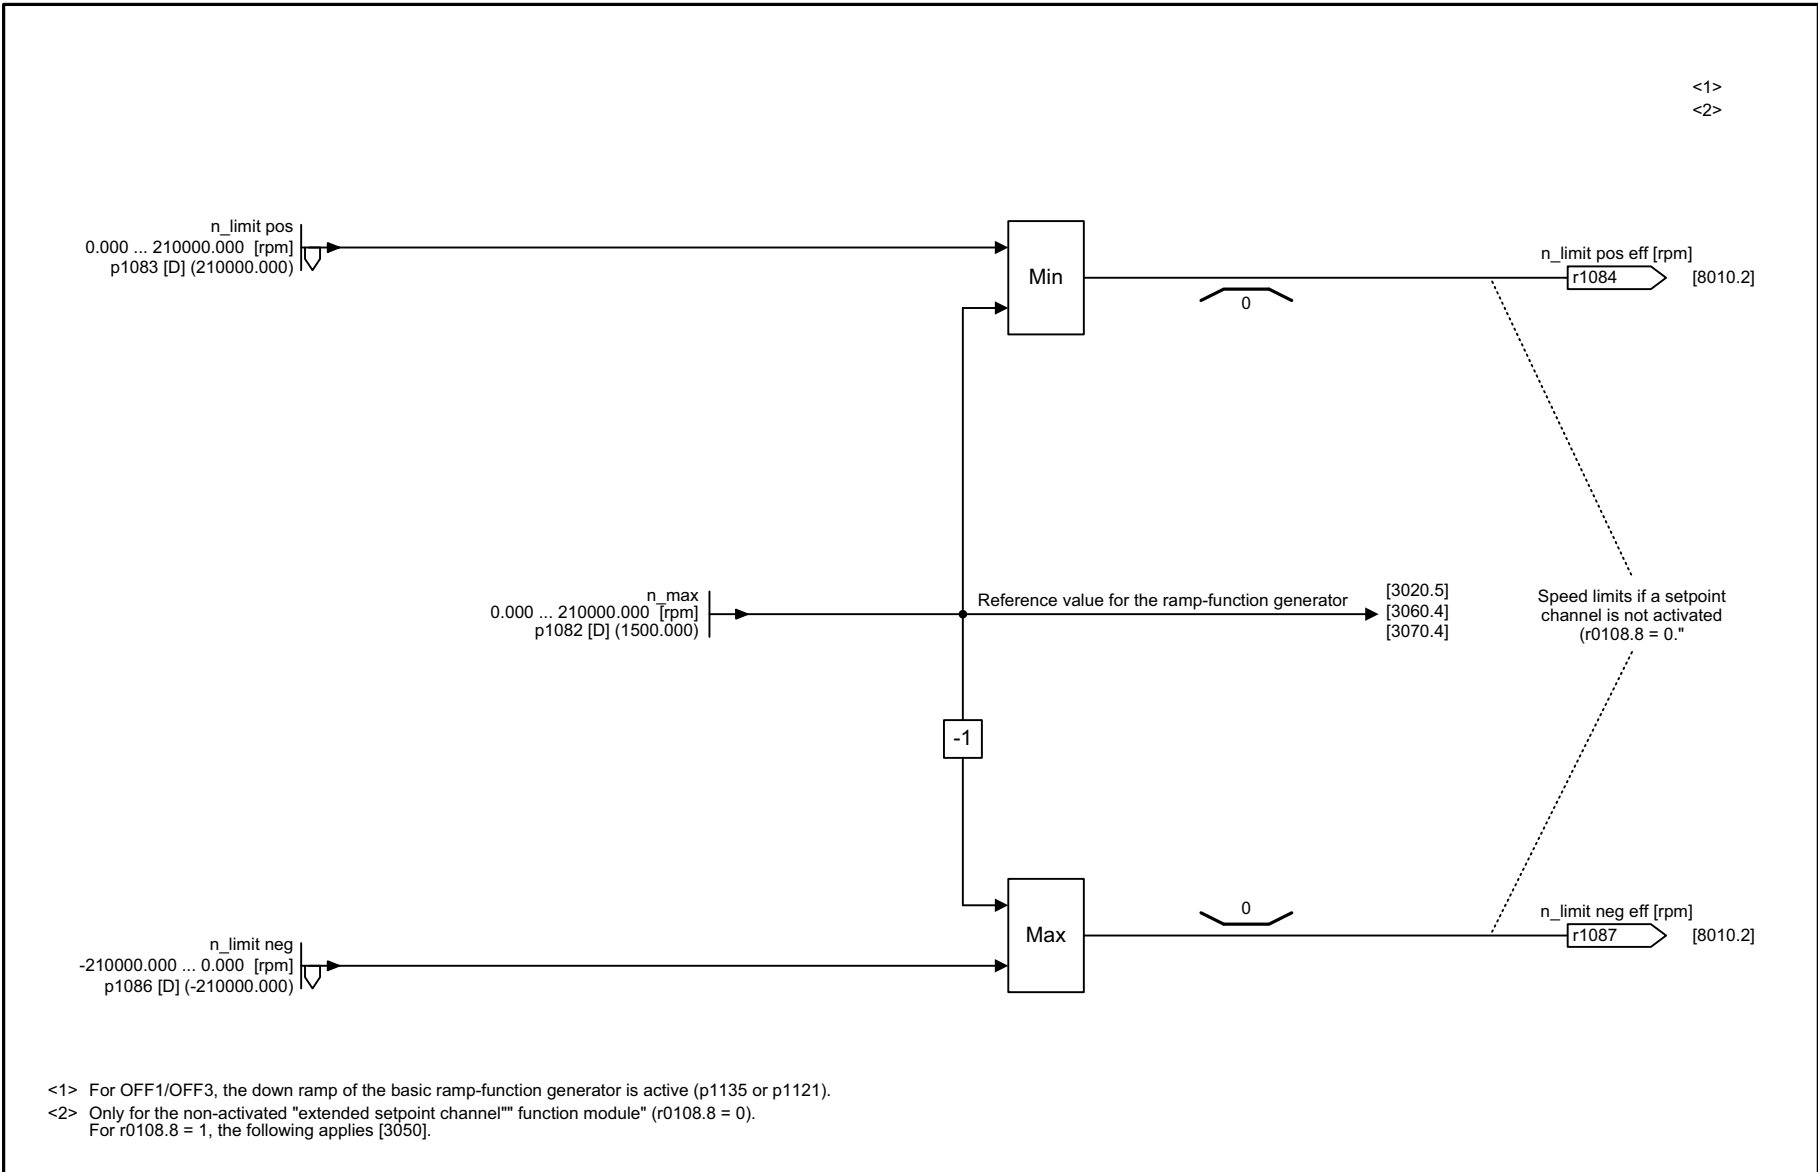 <1>
<2>
n_limit pos
0.000 ... 210000.000 [rpm]
p1083 [D] (210000.000)
Min
0
n_limit pos eff [rpm]
r1084
[8010.2]
n_max
0.000 ... 210000.000 [rpm]
p1082 [D] (1500.000)
Reference value for the ramp-function generator
[3020.5]
[3060.4]
[3070.4]
Speed limits if a setpoint
channel is not activated
(r0108.8 = 0."
-1
n_limit neg
-210000.000 ... 0.000 [rpm]
p1086 [D] (-210000.000)
Max
0
n_limit neg eff [rpm]
r1087
[8010.2]
<1> For OFF1/OFF3, the down ramp of the basic ramp-function generator is active (p1135 or p1121).
<2> Only for the non-activated "extended setpoint channel"" function module" (r0108.8 = 0).
For r0108.8 = 1, the following applies [3050].